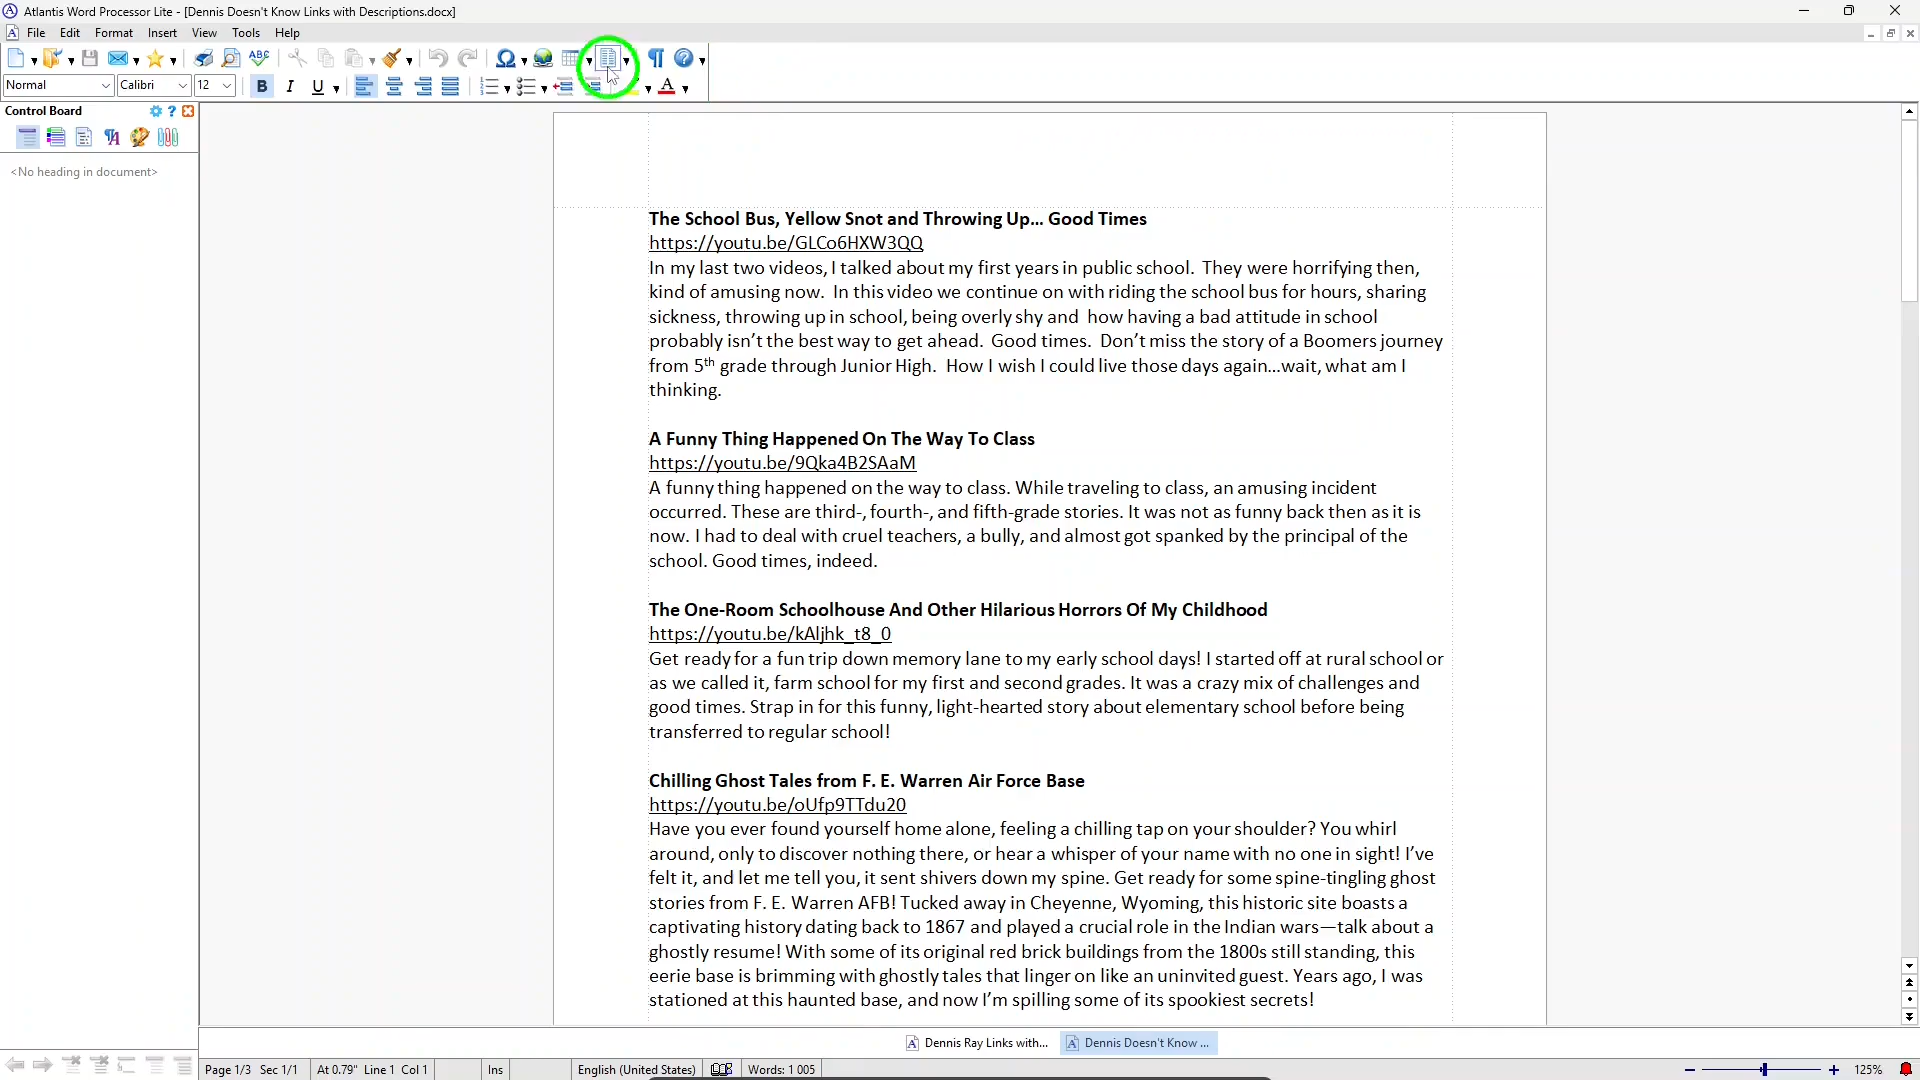 Atlantis Word Processor Lite - [Dennis Doesn't Know Links with Descriptions.docx]
File Edit Format Insert View Tools Help
Normal Calibri 12 B I U A
Control Board
<No heading in document>
The School Bus, Yellow Snot and Throwing Up... Good Times
https://youtu.be/GLCo6HXW3QQ
In my last two videos, I talked about my first years in public school.  They were horrifying then,
kind of amusing now.  In this video we continue on with riding the school bus for hours, sharing
sickness, throwing up in school, being overly shy and  how having a bad attitude in school
probably isn't the best way to get ahead.  Good times.  Don't miss the story of a Boomers journey
from 5th grade through Junior High.  How I wish I could live those days again...wait, what am I
thinking.
A Funny Thing Happened On The Way To Class
https://youtu.be/9Qka4B2SAaM
A funny thing happened on the way to class. While traveling to class, an amusing incident
occurred. These are third-, fourth-, and fifth-grade stories. It was not as funny back then as it is
now. I had to deal with cruel teachers, a bully, and almost got spanked by the principal of the
school. Good times, indeed.
The One-Room Schoolhouse And Other Hilarious Horrors Of My Childhood
https://youtu.be/kAljhk_t8_0
Get ready for a fun trip down memory lane to my early school days! I started off at rural school or
as we called it, farm school for my first and second grades. It was a crazy mix of challenges and
good times. Strap in for this funny, light-hearted story about elementary school before being
transferred to regular school!
Chilling Ghost Tales from F. E. Warren Air Force Base
https://youtu.be/oUfp9TTdu20
Have you ever found yourself home alone, feeling a chilling tap on your shoulder? You whirl
around, only to discover nothing there, or hear a whisper of your name with no one in sight! I've
felt it, and let me tell you, it sent shivers down my spine. Get ready for some spine-tingling ghost
stories from F. E. Warren AFB! Tucked away in Cheyenne, Wyoming, this historic site boasts a
captivating history dating back to 1867 and played a crucial role in the Indian wars—talk about a
ghostly resume! With some of its original red brick buildings from the 1800s still standing, this
eerie base is brimming with ghostly tales that linger on like an uninvited guest. Years ago, I was
stationed at this haunted base, and now I'm spilling some of its spookiest secrets!
Dennis Ray Links with... Dennis Doesn't Know ...
Page 1/3 Sec 1/1 At 0.79" Line 1 Col 1 Ins English (United States) Words: 1 005 125%